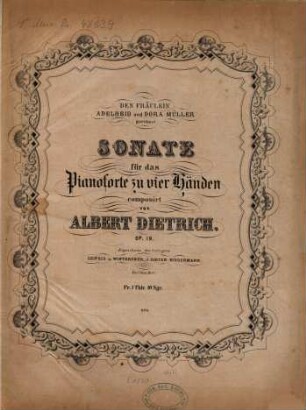 DEN FRÄULEIN
ADELHEID und DORA MÜLLER
SONATE
für das
Pianoforte zu vier Händen
componirt
von
ALBERT DIETRICH.
OP. 19.
LEIPZIG u. WINTERTHUR, J. RIETER-BIEDERMANN.